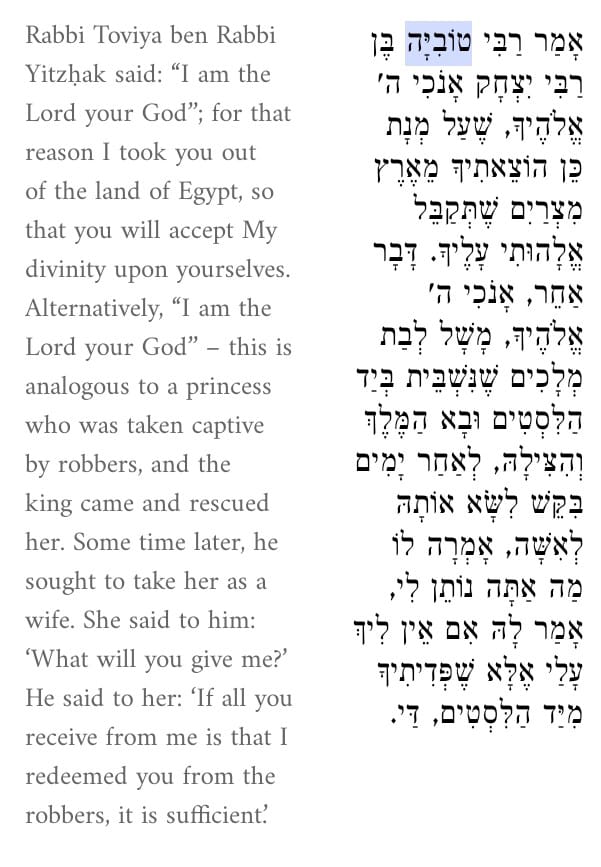 Rabbi Toviya ben Rabbi
Yitzḥak said: “I am the
Lord your God”; for that
reason I took you out
of the land of Egypt, so
that you will accept My
divinity upon yourselves.
Alternatively, “I am the
Lord your God” – this is
analogous to a princess
who was taken captive
by robbers, and the
king came and rescued
her. Some time later, he
sought to take her as a
wife. She said to him:
‘What will you give me?’
He said to her: ‘If all you
receive from me is that I
redeemed you from the
robbers, it is sufficient.’
אָמַר רַבִּי טוֹבִיָּה בֶּן
רַבִּי יִצְחָק אָנֹכִי ה׳
אֱלֹהֶיךָ, שֶׁעַל מְנָת
כֵּן הוֹצֵאתִיךָ מֵאֶרֶץ
מִצְרַיִם שֶׁתְּקַבֵּל
אֱלָהוּתִי עָלֶיךָ. דָּבָר
אַחֵר, אָנֹכִי ה׳
אֱלֹהֶיךָ, מָשָׁל לְבַת
מְלָכִים שֶׁנִּשְׁבֵּית בְּיַד
הַלִּסְטִים וּבָא הַמֶּלֶךְ
וְהִצִּילָהּ, לְאַחַר יָמִים
בִּקֵּשׁ לִשָּׂא אוֹתָהּ
לְאִשָּׁה, אָמְרָה לוֹ
מָה אַתָּה נוֹתֵן לִי,
אָמַר לָהּ אִם אֵין לִיךְ
עָלַי אֶלָּא שֶׁפְּדִיתִיךָ
מִיַּד הַלִּסְטִים, דַּי.